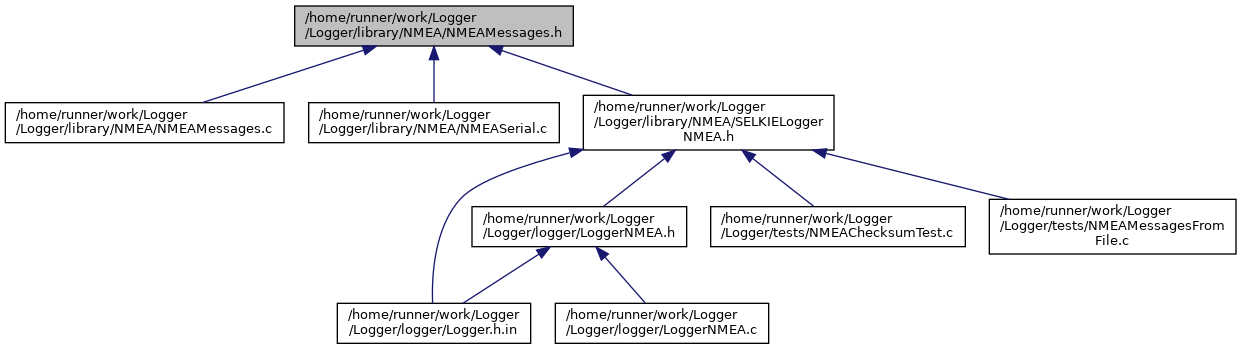 /home/runner/work/Logger
/Logger/library/NMEA/NMEAMessages.h
/home/runner/work/Logger
/Logger/library/NMEA/NMEAMessages.c
/home/runner/work/Logger
/Logger/library/NMEA/NMEASerial.c
/home/runner/work/Logger
/Logger/library/NMEA/SELKIELogger
NMEA.h
/home/runner/work/Logger
/Logger/logger/LoggerNMEA.h
/home/runner/work/Logger
/Logger/tests/NMEAChecksumTest.c
/home/runner/work/Logger
/Logger/tests/NMEAMessagesFrom
File.c
/home/runner/work/Logger
/Logger/logger/Logger.h.in
/home/runner/work/Logger
/Logger/logger/LoggerNMEA.c